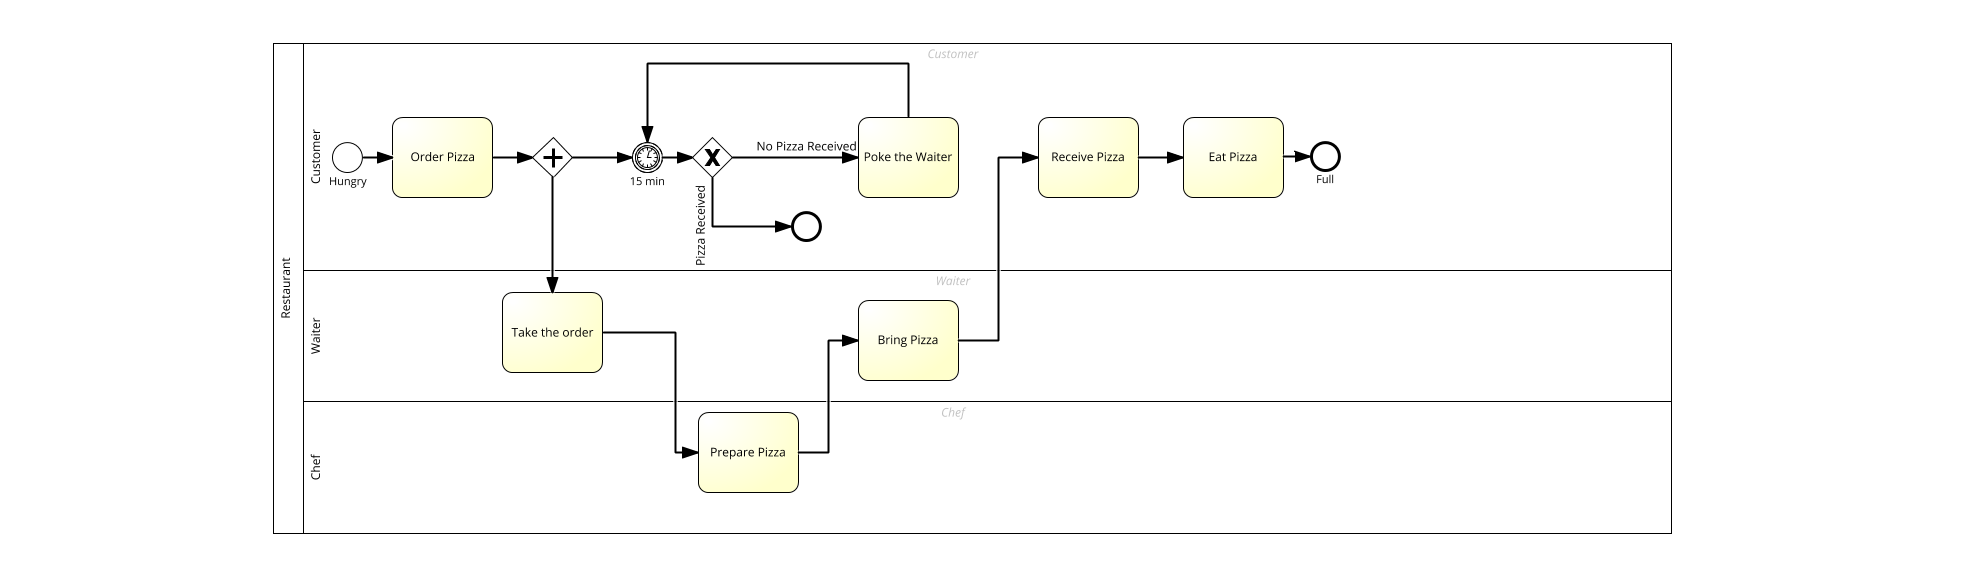 Restaurant
Customer
Customer
Hungry
Order Pizza
15 min
No Pizza Received
Pizza Received
Poke the Waiter
Receive Pizza
Eat Pizza
Full
Waiter
Waiter
Take the order
Bring Pizza
Chef
Chef
Prepare Pizza